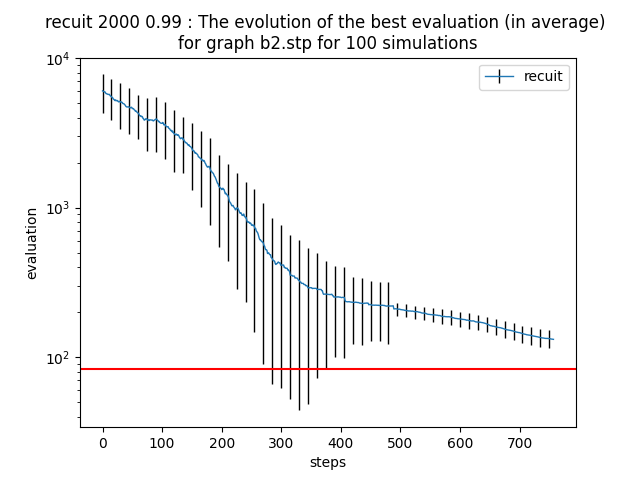 recuit 2000 0.99 : The evolution of the best evaluation (in average)
for graph b2.stp for 100 simulations
recuit
10^4
10^3
10^2
evaluation
0 100 200 300 400 500 600 700
steps